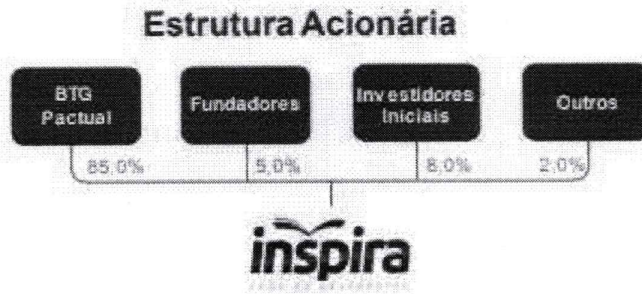 Estrutura Acionária
BTG
Pactual
Fundadores
Investidores
Iniciais
Outros
85,0%
5,0%
8,0%
2,0%
inspira